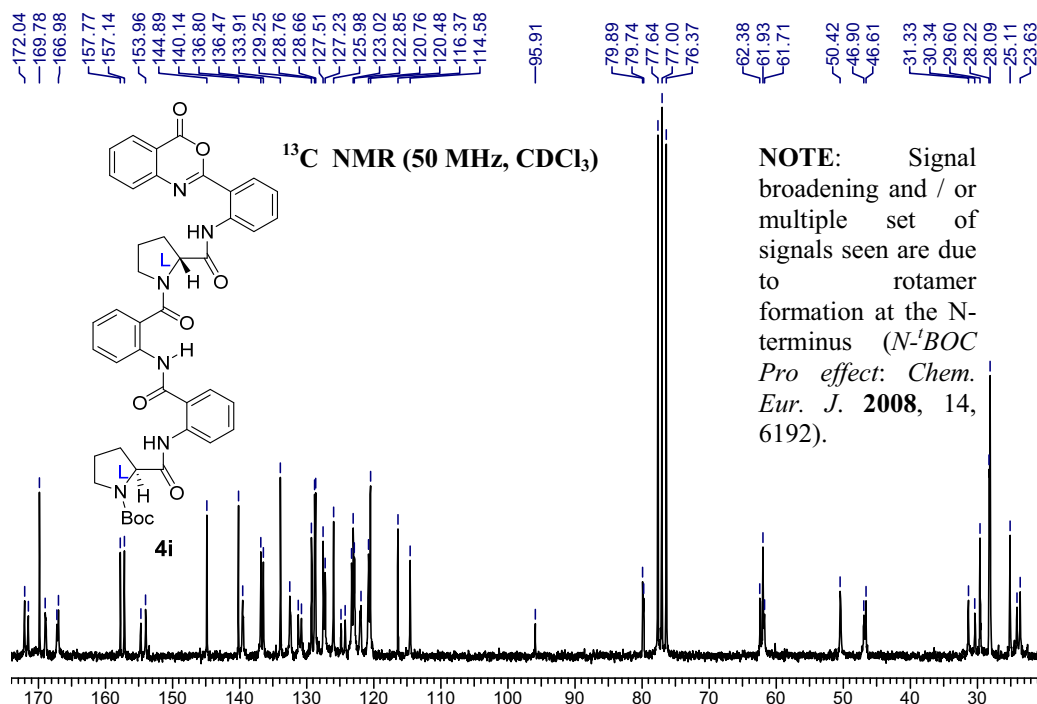 172.04
169.78
166.98
157.77
157.14
153.96
144.89
140.14
136.80
136.47
133.91
129.25
128.76
128.66
127.51
127.23
125.98
123.02
122.85
120.76
120.48
116.37
114.58
95.91
79.89
79.74
77.64
77.00
76.37
62.38
61.93
61.71
50.42
46.90
46.61
31.33
30.34
29.60
28.22
28.09
25.11
23.63
13C NMR (50 MHz, CDCl3)
NOTE: Signal
broadening and / or
multiple set of
signals seen are due
to rotamer
formation at the N-
terminus (N-tBOC
Pro effect: Chem.
Eur. J. 2008, 14,
6192).
O
O
N
HN
L
N
H
O
O
N-H
O
HN
L
N
H
O
Boc
4i
170 160 150 140 130 120 110 100 90 80 70 60 50 40 30